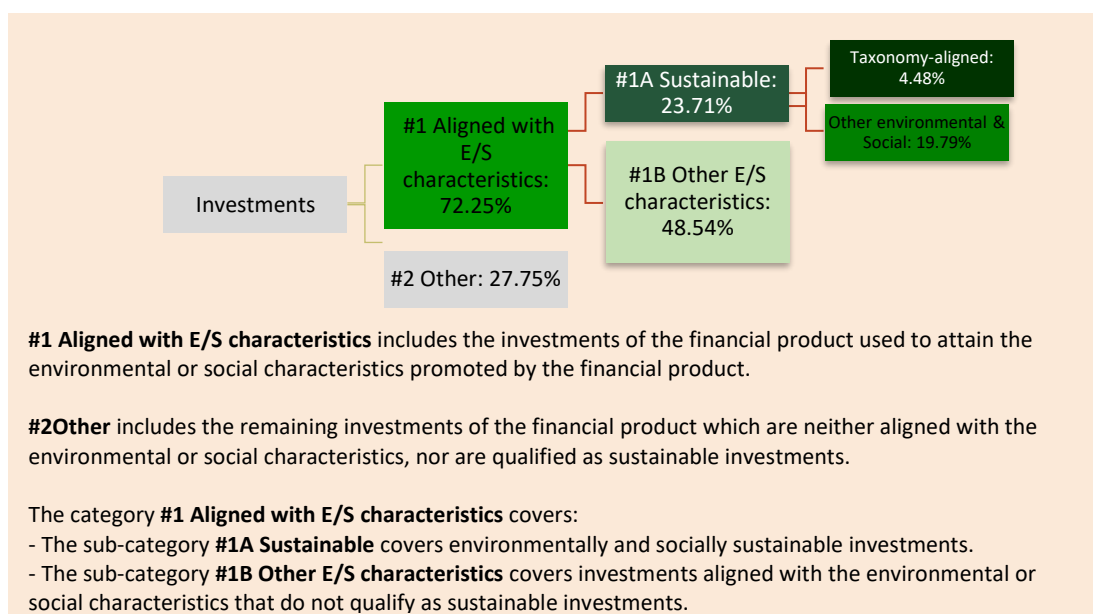 Investments
#1 Aligned with
E/S
characteristics:
72.25%
#2 Other: 27.75%
#1A Sustainable:
23.71%
#1B Other E/S
characteristics:
48.54%
Taxonomy-aligned:
4.48%
Other environmental &
Social: 19.79%
#1 Aligned with E/S characteristics includes the investments of the financial product used to attain the
environmental or social characteristics promoted by the financial product.
#2Other includes the remaining investments of the financial product which are neither aligned with the
environmental or social characteristics, nor are qualified as sustainable investments.
The category #1 Aligned with E/S characteristics covers:
- The sub-category #1A Sustainable covers environmentally and socially sustainable investments.
- The sub-category #1B Other E/S characteristics covers investments aligned with the environmental or
social characteristics that do not qualify as sustainable investments.